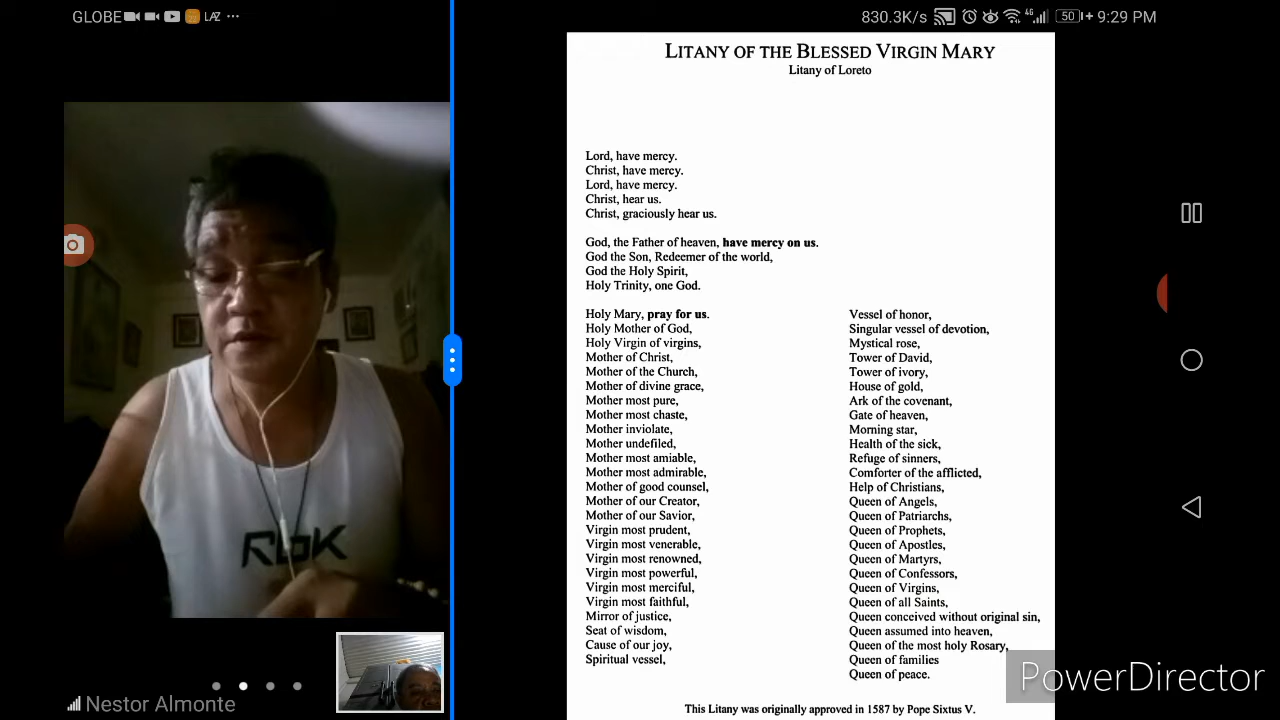 GLOBE LAZ ...
830.3K/s 4G 50 9:29 PM
LITANY OF THE BLESSED VIRGIN MARY
Litany of Loreto
Lord, have mercy.
Christ, have mercy.
Lord, have mercy.
Christ, hear us.
Christ, graciously hear us.
God, the Father of heaven, have mercy on us.
God the Son, Redeemer of the world,
God the Holy Spirit,
Holy Trinity, one God.
Holy Mary, pray for us.
Holy Mother of God,
Holy Virgin of virgins,
Mother of Christ,
Mother of the Church,
Mother of divine grace,
Mother most pure,
Mother most chaste,
Mother inviolate,
Mother undefiled,
Mother most amiable,
Mother most admirable,
Mother of good counsel,
Mother of our Creator,
Mother of our Savior,
Virgin most prudent,
Virgin most venerable,
Virgin most renowned,
Virgin most powerful,
Virgin most merciful,
Virgin most faithful,
Mirror of justice,
Seat of wisdom,
Cause of our joy,
Spiritual vessel,
Vessel of honor,
Singular vessel of devotion,
Mystical rose,
Tower of David,
Tower of ivory,
House of gold,
Ark of the covenant,
Gate of heaven,
Morning star,
Health of the sick,
Refuge of sinners,
Comforter of the afflicted,
Help of Christians,
Queen of Angels,
Queen of Patriarchs,
Queen of Prophets,
Queen of Apostles,
Queen of Martyrs,
Queen of Confessors,
Queen of Virgins,
Queen of all Saints,
Queen conceived without original sin,
Queen assumed into heaven,
Queen of the most holy Rosary,
Queen of families
Queen of peace.
This Litany was originally approved in 1587 by Pope Sixtus V.
RBK
Nestor Almonte
PowerDirector